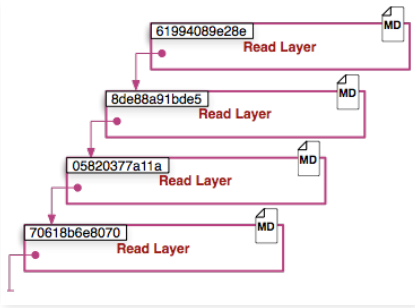 61994089e28e
MD
Read Layer
8de88a91bde5
MD
Read Layer
05820377a11a
MD
Read Layer
70618b6e8070
MD
Read Layer